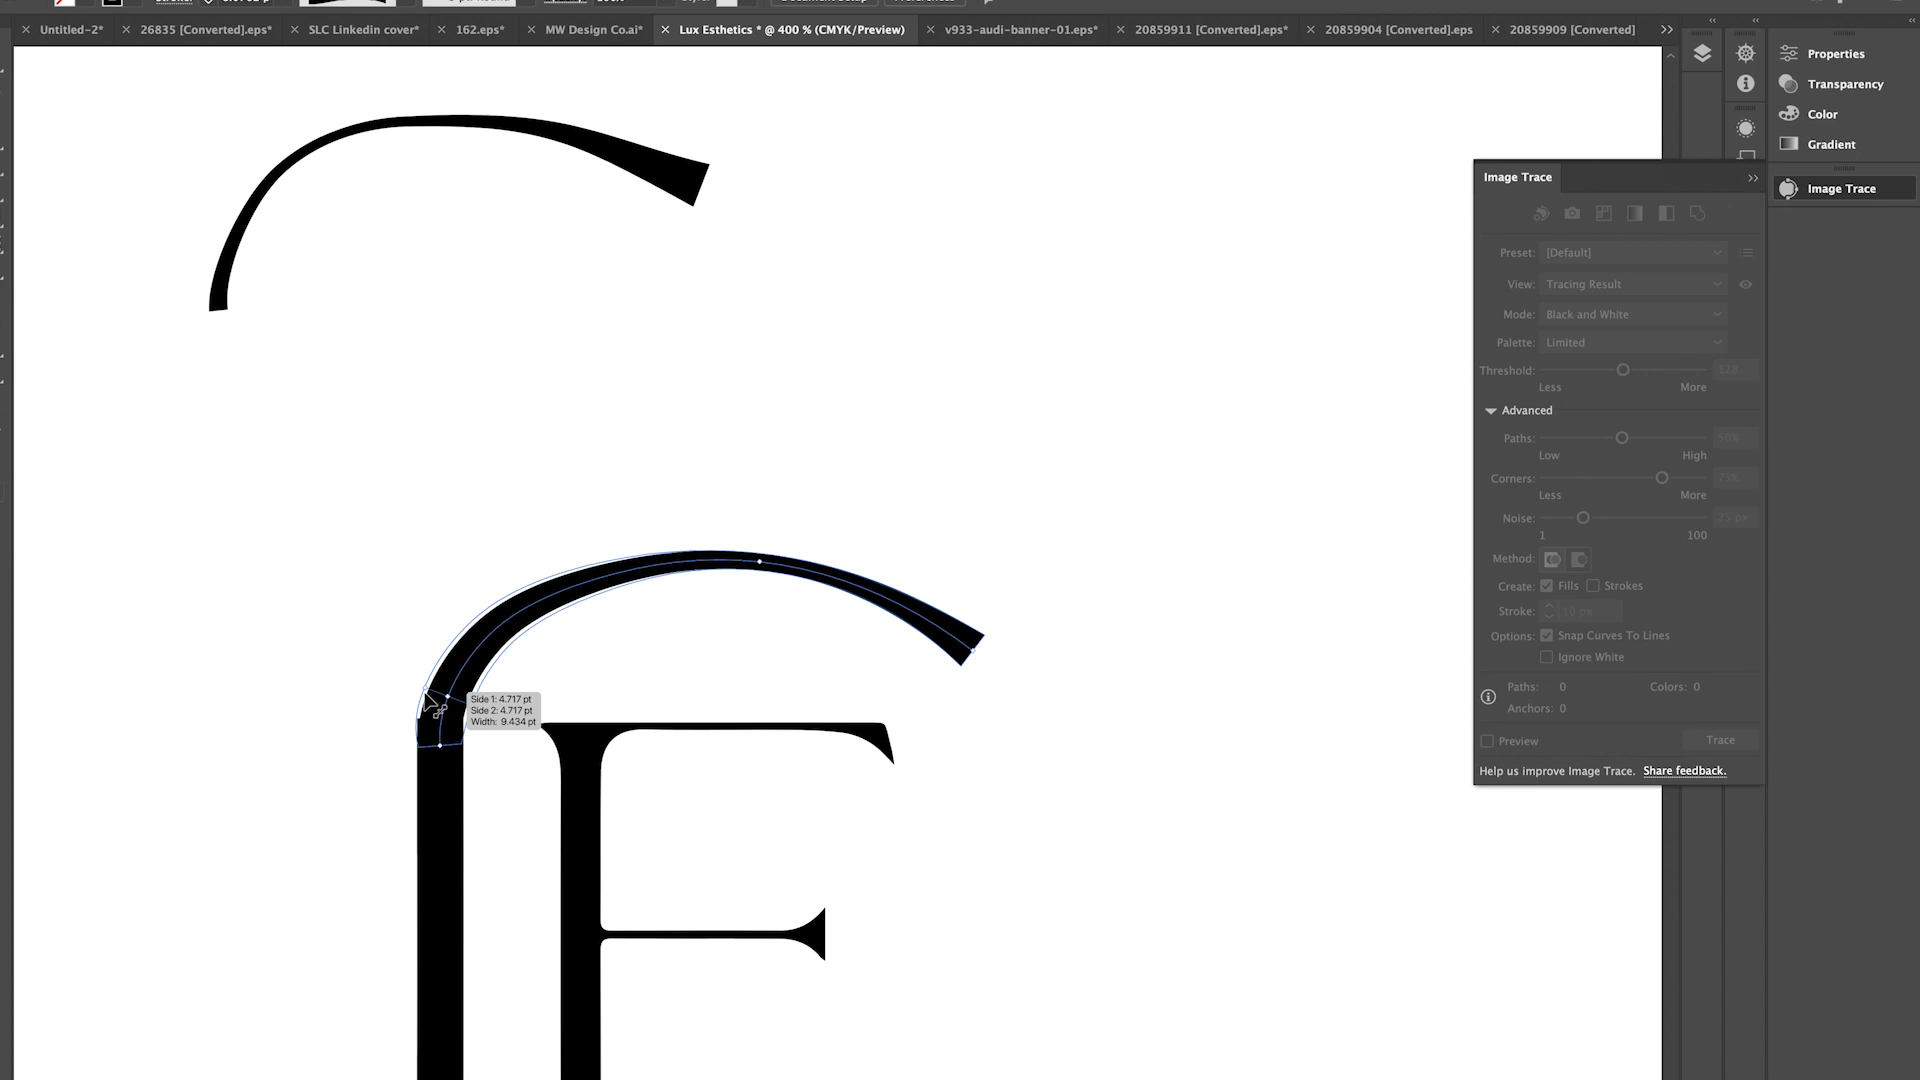 Untitled-2*
26835 [Converted].eps*
SLC Linkedin cover*
162.eps*
MW Design Co.ai*
Lux Esthetics * @ 400 % (CMYK/Preview)
v933-audi-banner-01.eps*
20859911 [Converted].eps*
20859904 [Converted].eps
20859909 [Converted]
Properties
Transparency
Color
Gradient
Image Trace
Image Trace
Preset: [Default]
View: Tracing Result
Mode: Black and White
Palette: Limited
Threshold: 128
Less More
Advanced
Paths: 50%
Low High
Corners: 75%
Less More
Noise: 25 px
1 100
Method:
Create: Fills Strokes
Stroke: 10 px
Options: Snap Curves To Lines
Ignore White
Paths: 0 Colors: 0
Anchors: 0
Preview Trace
Help us improve Image Trace. Share feedback.
Side 1: 4.717 pt
Side 2: 4.717 pt
Width: 9.434 pt
E